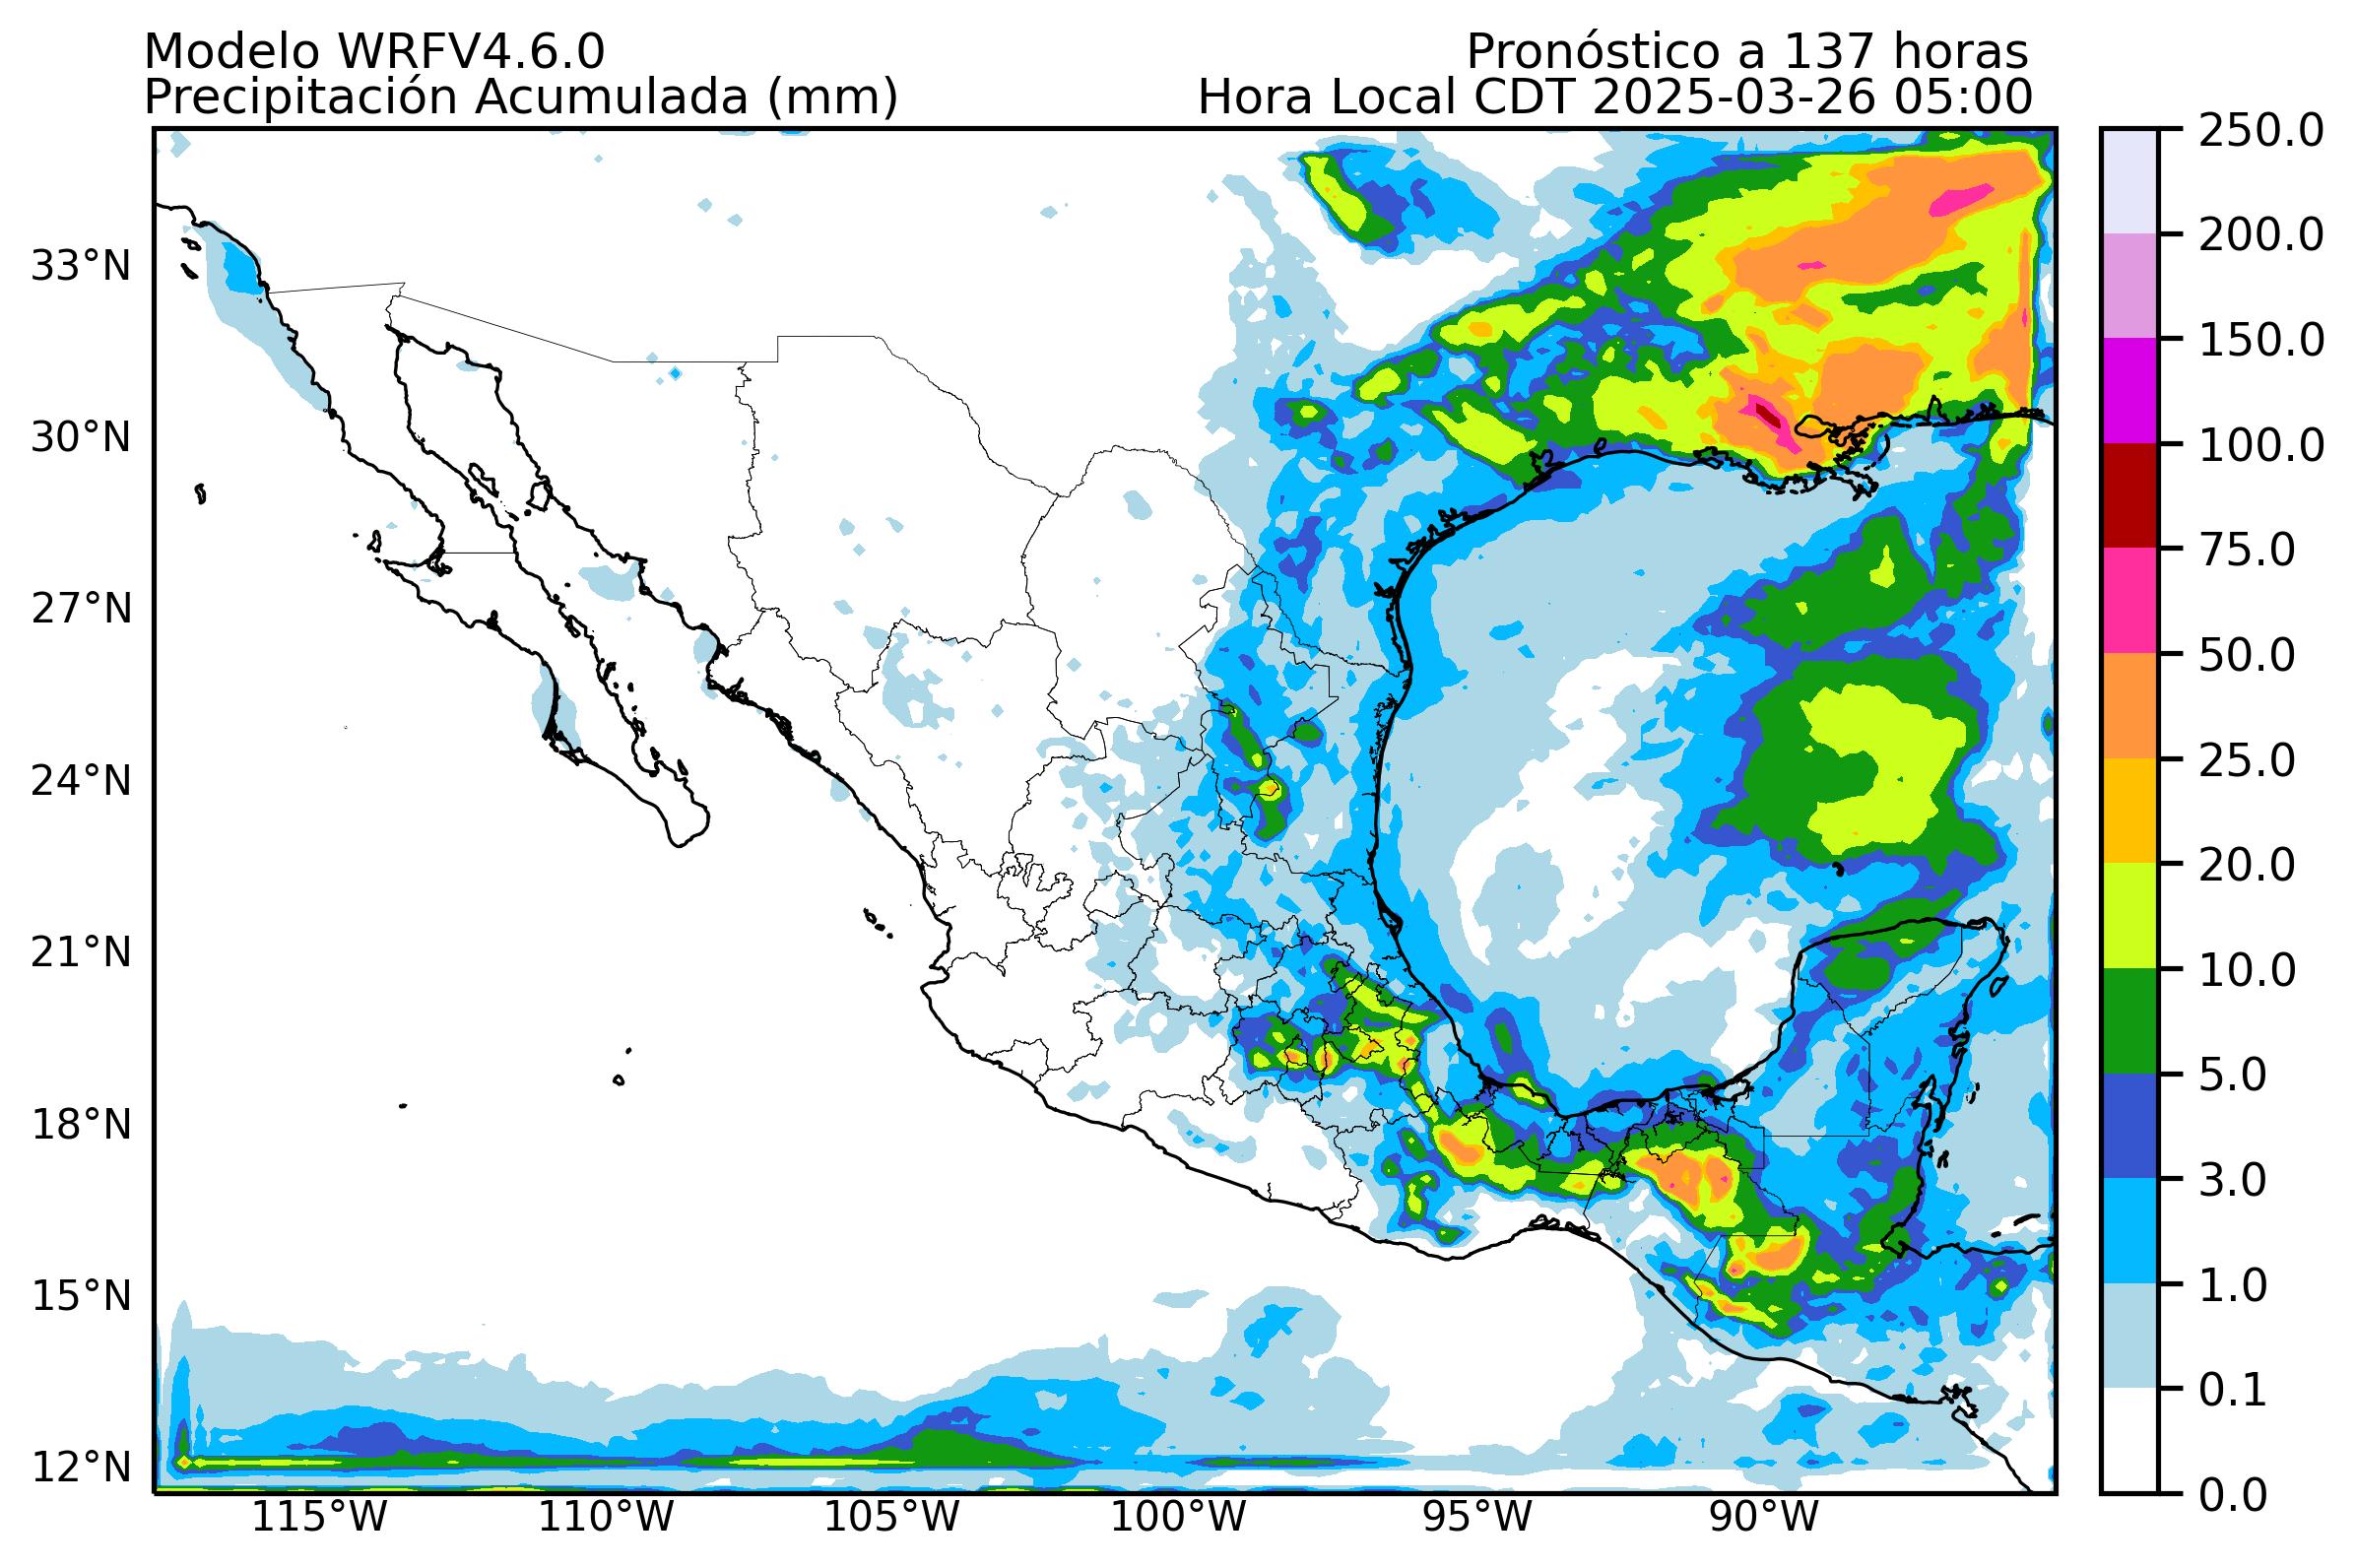 Modelo WRFV4.6.0
Pronóstico a 137 horas
Precipitación Acumulada (mm)
Hora Local CDT 2025-03-26 05:00
33°N
30°N
27°N
24°N
21°N
18°N
15°N
12°N
115°W
110°W
105°W
100°W
95°W
90°W
250.0
200.0
150.0
100.0
75.0
50.0
25.0
20.0
10.0
5.0
3.0
1.0
0.1
0.0